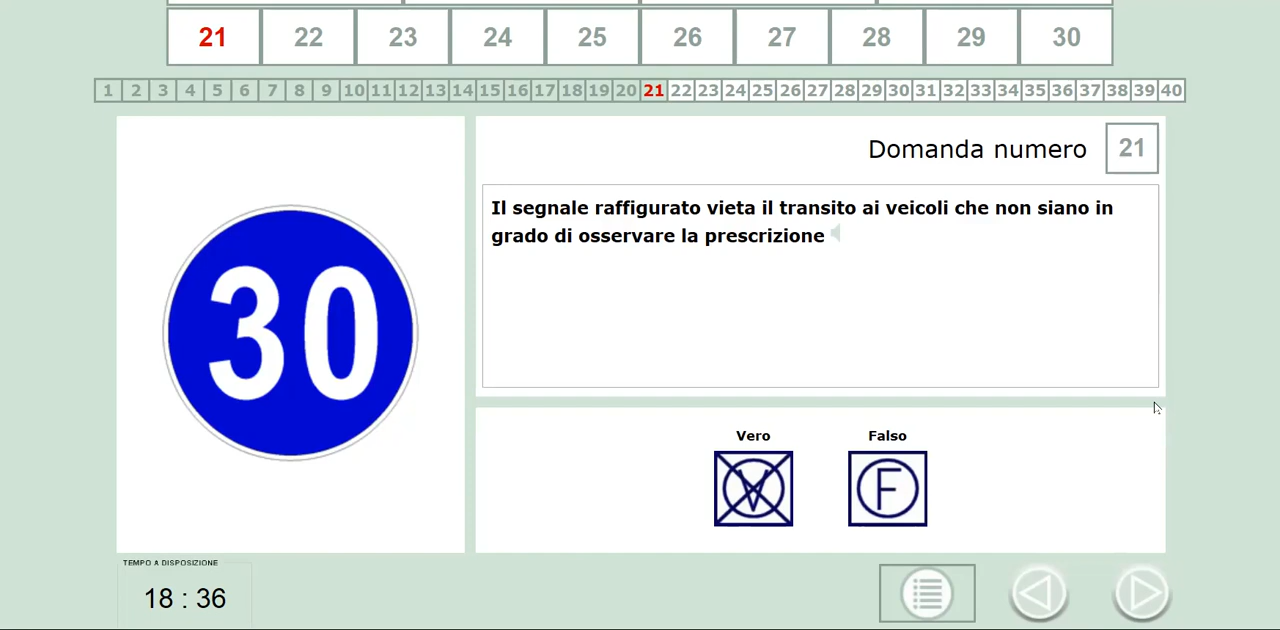 21 22 23 24 25 26 27 28 29 30
1 2 3 4 5 6 7 8 9 10 11 12 13 14 15 16 17 18 19 20 21 22 23 24 25 26 27 28 29 30 31 32 33 34 35 36 37 38 39 40
Domanda numero 21
Il segnale raffigurato vieta il transito ai veicoli che non siano in
grado di osservare la prescrizione
30
Vero Falso
V F
TEMPO A DISPOSIZIONE
18 : 36